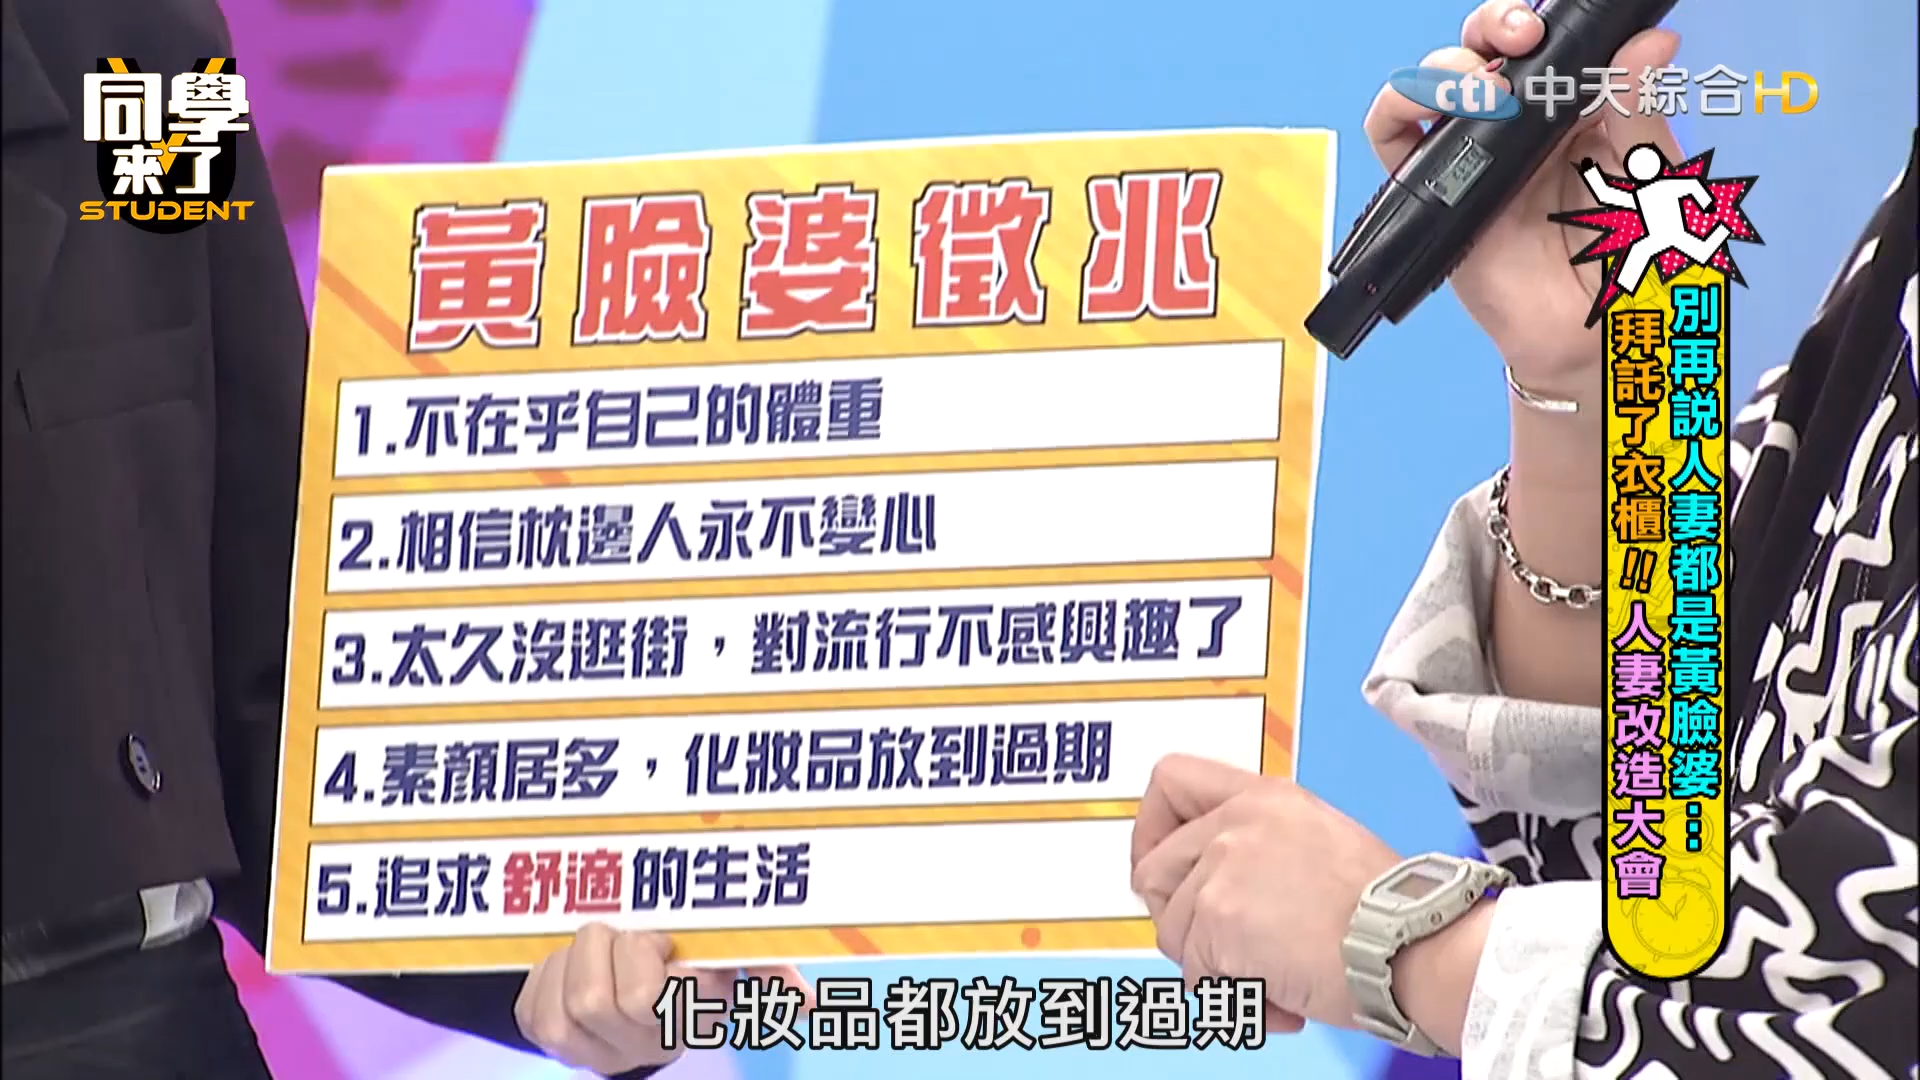 同學
來了
STUDENT
cti 中天綜合HD
黃臉婆徵兆
1.不在乎自己的體重
2.相信枕邊人永不變心
3.太久沒逛街，對流行不感興趣了
4.素顏居多，化妝品放到過期
5.追求舒適的生活
別再説人妻都是黃臉婆…
拜託了衣櫃!!人妻改造大會
化妝品都放到過期